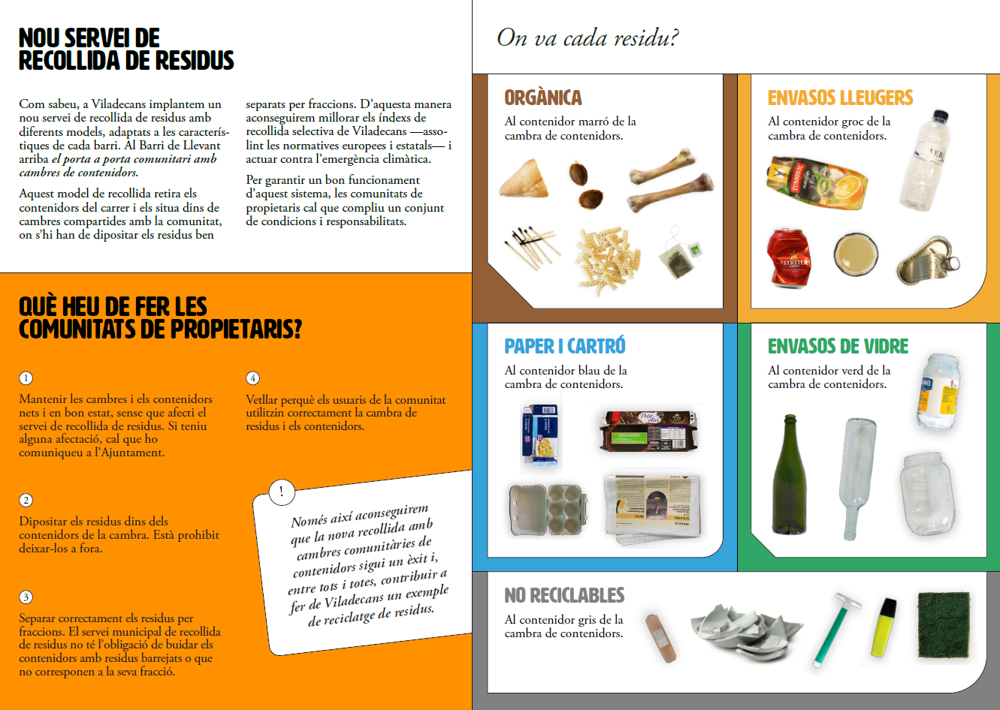 NOU SERVEI DE
RECOLLIDA DE RESIDUS
Com sabeu, a Viladecans implantem un
nou servei de recollida de residus amb
diferents models, adaptats a les caracterís-
tiques de cada barri. Al Barri de Llevant
arriba el porta a porta comunitari amb
cambres de contenidors.
Aquest model de recollida retira els
contenidors del carrer i els situa dins de
cambres compartides amb la comunitat,
on s’hi han de dipositar els residus ben
separats per fraccions. D’aquesta manera
aconseguirem millorar els índexs de
recollida selectiva de Viladecans —asso-
lint les normatives europees i estatals— i
actuar contra l’emergència climàtica.
Per garantir un bon funcionament
d’aquest sistema, les comunitats de
propietaris cal que compliu un conjunt
de condicions i responsabilitats.
QUÈ HEU DE FER LES
COMUNITATS DE PROPIETARIS?
1
Mantenir les cambres i els contenidors
nets i en bon estat, sense que afecti el
servei de recollida de residus. Si teniu
alguna afectació, cal que ho
comuniqueu a l’Ajuntament.
2
Dipositar els residus dins dels
contenidors de la cambra. Està prohibit
deixar-los a fora.
3
Separar correctament els residus per
fraccions. El servei municipal de recollida
de residus no té l’obligació de buidar els
contenidors amb residus barrejats o que
no corresponen a la seva fracció.
4
Vetllar perquè els usuaris de la comunitat
utilitzin correctament la cambra de
residus i els contenidors.
!
Només així aconseguirem
que la nova recollida amb
cambres comunitàries de
contenidors sigui un èxit i,
entre tots i totes, contribuir a
fer de Viladecans un exemple
de reciclatge de residus.
On va cada residu?
ORGÀNICA
Al contenidor marró de la
cambra de contenidors.
ENVASOS LLEUGERS
Al contenidor groc de la
cambra de contenidors.
ZUMOSOL
VERI
ESTRELLA
PAPER I CARTRÓ
Al contenidor blau de la
cambra de contenidors.
Petit
MÚSICA
ENVASOS DE VIDRE
Al contenidor verd de la
cambra de contenidors.
NO RECICLABLES
Al contenidor gris de la
cambra de contenidors.